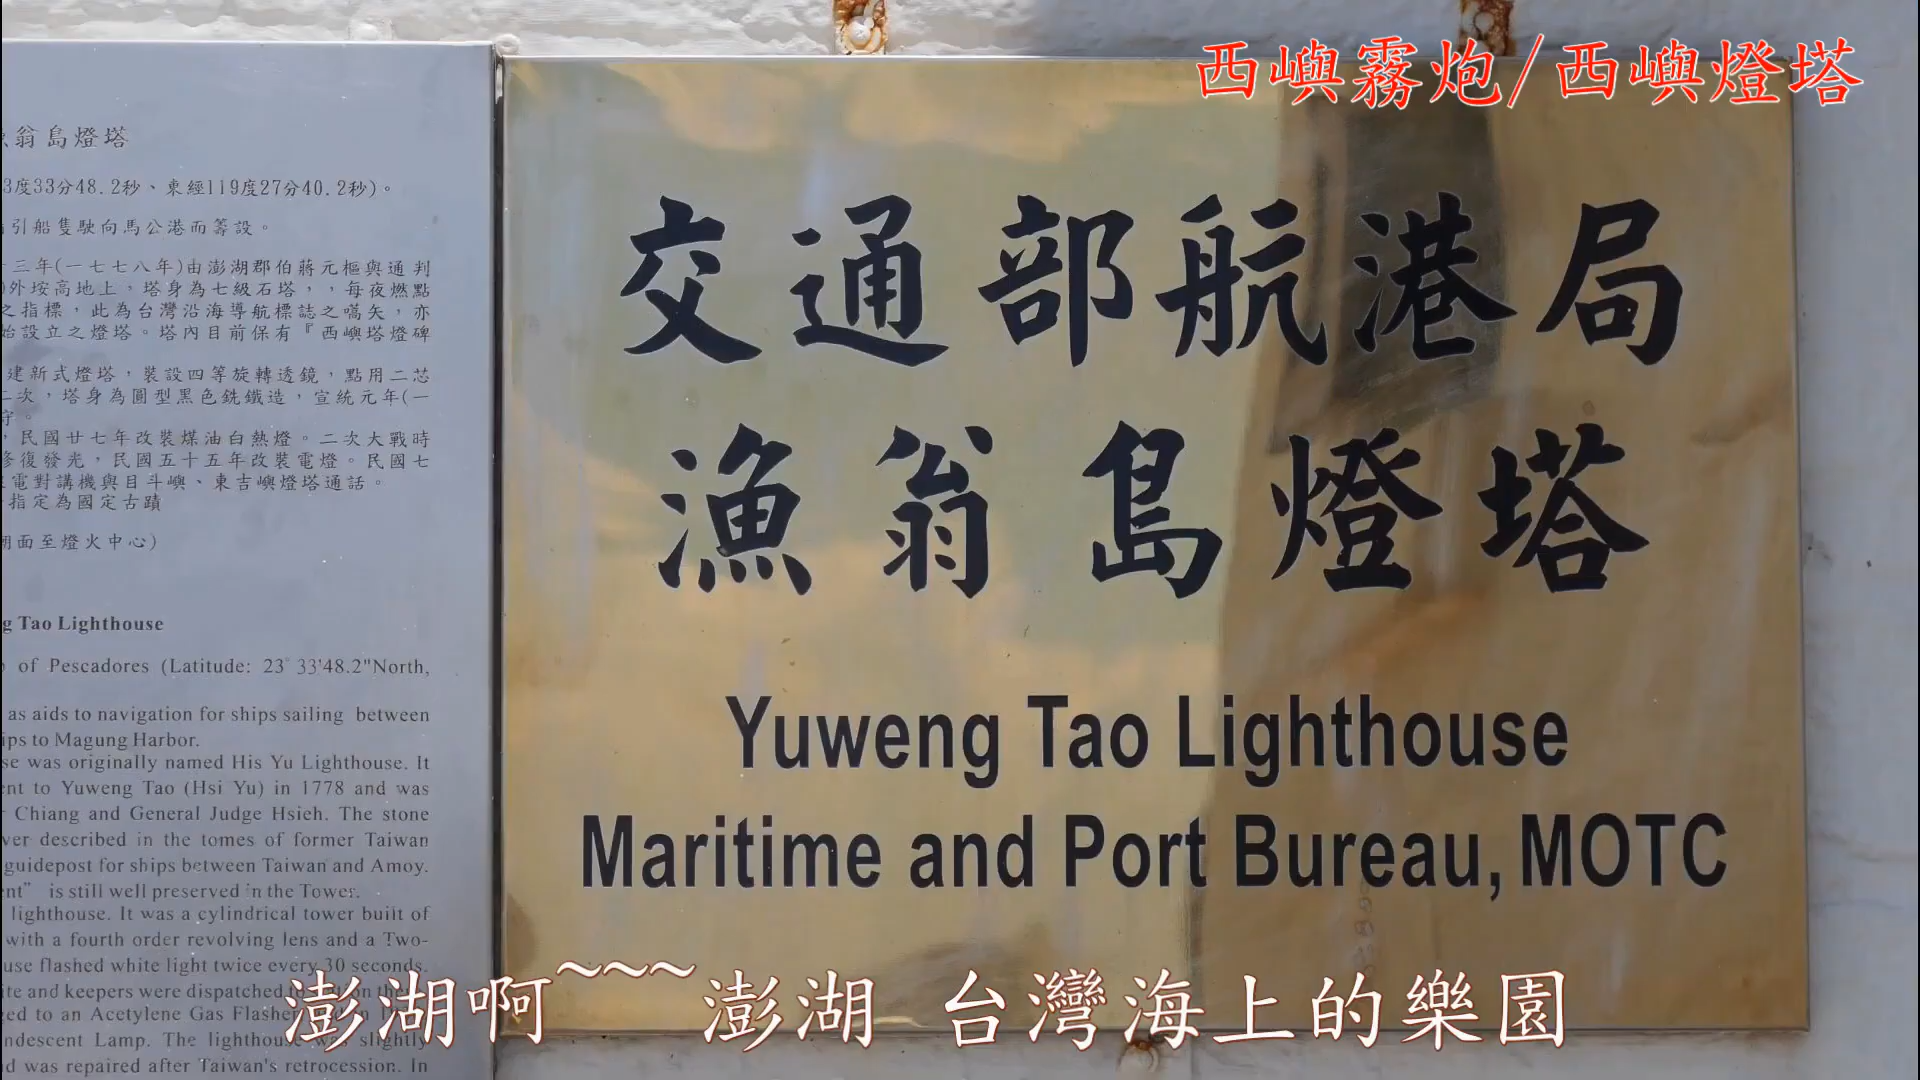 西嶼霧炮/西嶼燈塔
翁島燈塔
3度33分48.2秒、東經119度27分40.2秒)。
引船隻駛向馬公港而籌設。
三年(一七七八年)由澎湖郡伯蔣元樞與通判
外垵高地上。塔身為七級石塔，，每夜燃點
之指標，此為台灣沿海導航標誌之嚆矢，亦
始設立之燈塔。塔內目前保有『西嶼塔燈碑
建新式燈塔，裝設四等旋轉透鏡，點用二芯
二次，塔身為圓型黑色銑鐵造，宣統元年(一
守。
，民國廿七年改裝煤油白熱燈。二次大戰時
修復發光，民國五十五年改裝電燈。民國七
電對講機與目斗嶼、東吉嶼燈塔通話。
指定為國定古蹟
面至燈火中心)
g Tao Lighthouse
of Pescadores (Latitude: 23°33'48.2"North,
as aids to navigation for ships sailing between
ips to Magung Harbor.
se was originally named His Yu Lighthouse. It
nt to Yuweng Tao (Hsi Yu) in 1778 and was
Chiang and General Judge Hsieh. The stone
ver described in the tomes of former Taiwan
guidepost for ships between Taiwan and Amoy.
nt” is still well preserved in the Tower.
lighthouse. It was a cylindrical tower built of
with a fourth order revolving lens and a Two-
use flashed white light twice every 30 seconds.
ite and keepers were dispatched to
ged to an Acetylene Gas Flasher
ndescent Lamp. The lighthouse was slightly
d was repaired after Taiwan's retrocession. In
交通部航港局
漁翁島燈塔
Yuweng Tao Lighthouse
Maritime and Port Bureau, MOTC
澎湖啊~~~澎湖 台灣海上的樂園